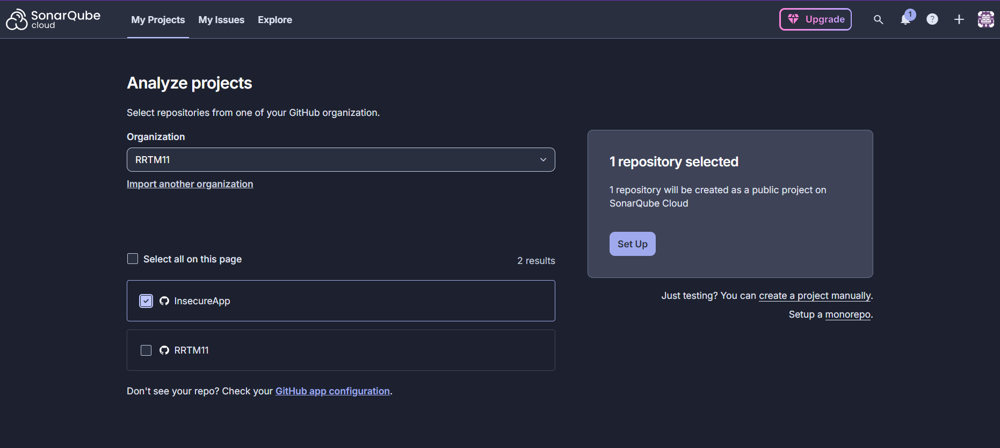 SonarQube
cloud
My Projects
My Issues
Explore
Upgrade
1
?
Analyze projects
Select repositories from one of your GitHub organization.
Organization
RRTM11
Import another organization
1 repository selected
1 repository will be created as a public project on
SonarQube Cloud
Set Up
Select all on this page
2 results
InsecureApp
Just testing? You can create a project manually.
Setup a monorepo.
RRTM11
Don't see your repo? Check your GitHub app configuration.